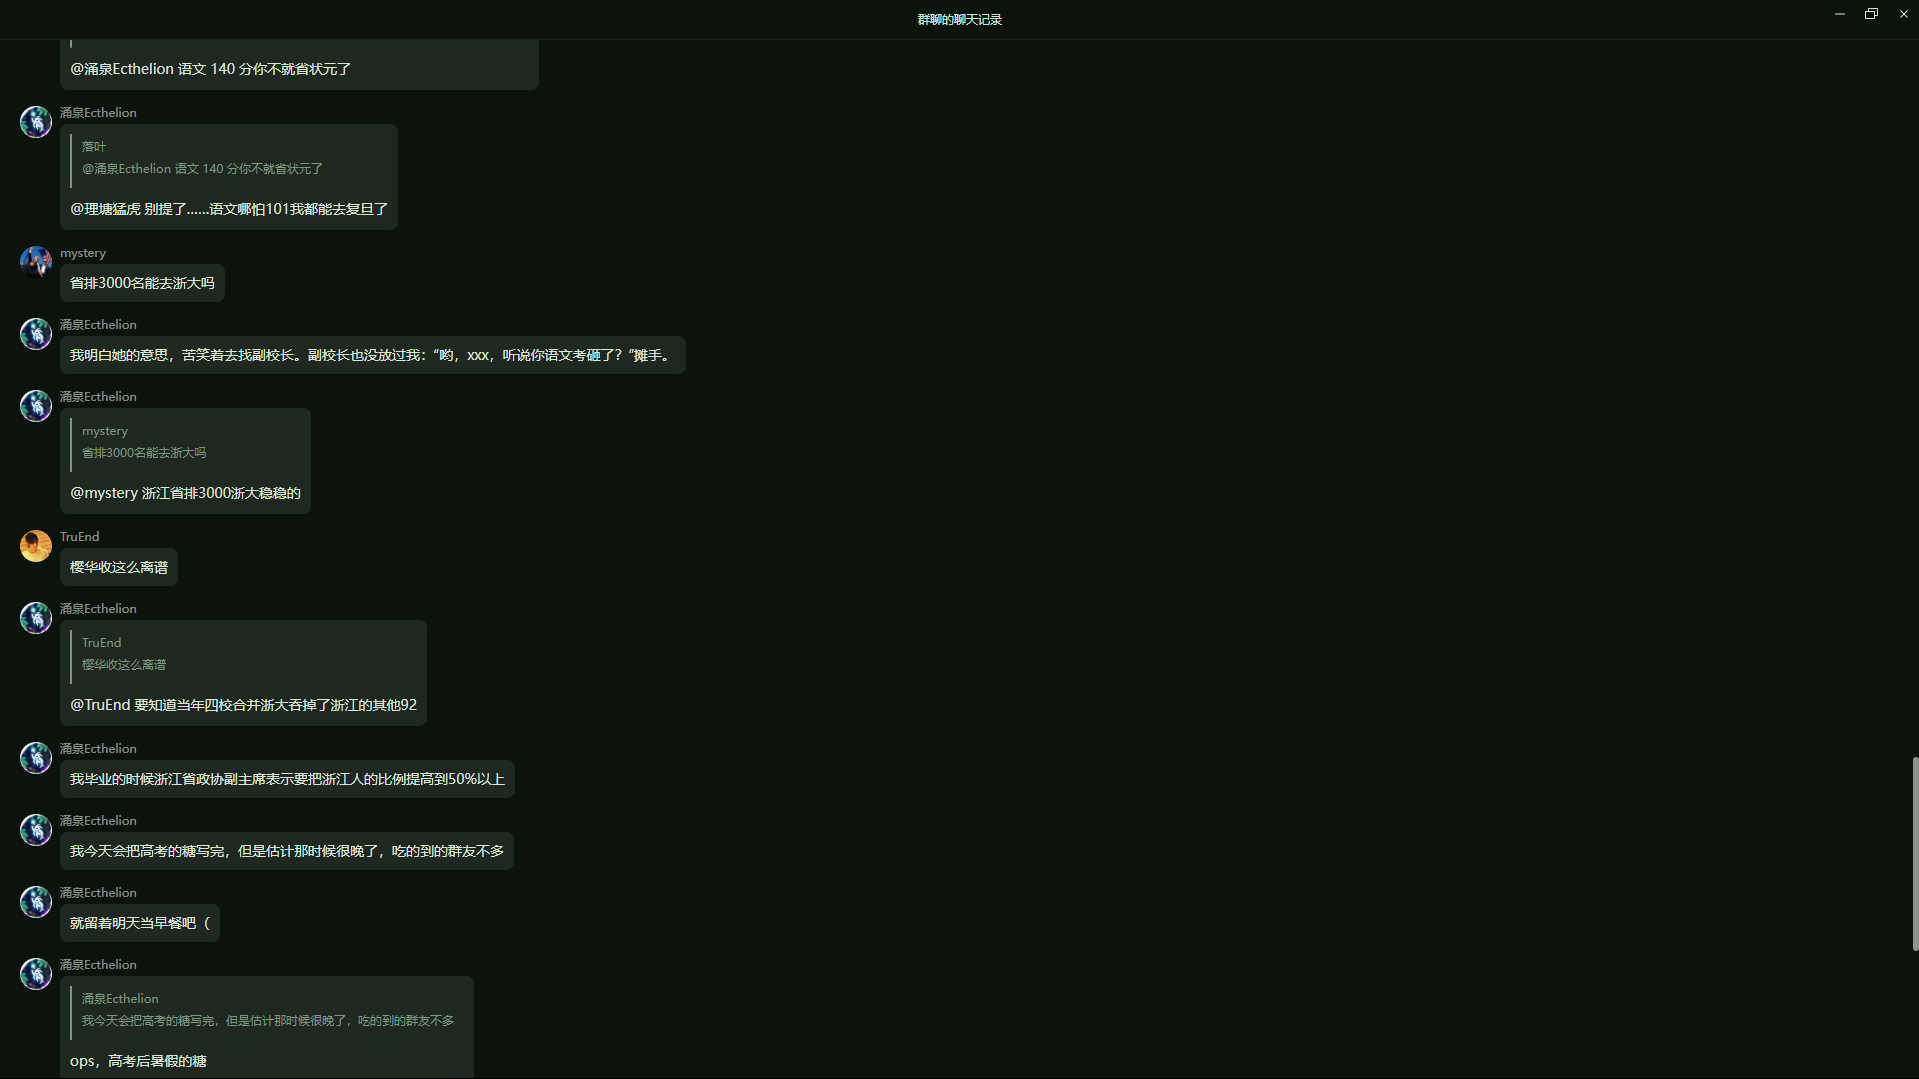 群聊的聊天记录
@涌泉Ecthelion 语文 140 分你不就省状元了
涌泉Ecthelion
落叶
@涌泉Ecthelion 语文 140 分你不就省状元了
@理塘猛虎 别提了......语文哪怕101我都能去复旦了
mystery
省排3000名能去浙大吗
涌泉Ecthelion
我明白她的意思，苦笑着去找副校长。副校长也没放过我：“哟，xxx，听说你语文考砸了？”摊手。
涌泉Ecthelion
mystery
省排3000名能去浙大吗
@mystery 浙江省排3000浙大稳稳的
TruEnd
樱华收这么离谱
涌泉Ecthelion
TruEnd
樱华收这么离谱
@TruEnd 要知道当年四校合并浙大吞掉了浙江的其他92
涌泉Ecthelion
我毕业的时候浙江省政协副主席表示要把浙江人的比例提高到50%以上
涌泉Ecthelion
我今天会把高考的糖写完，但是估计那时候很晚了，吃的到的群友不多
涌泉Ecthelion
就留着明天当早餐吧（
涌泉Ecthelion
涌泉Ecthelion
我今天会把高考的糖写完，但是估计那时候很晚了，吃的到的群友不多
ops，高考后暑假的糖